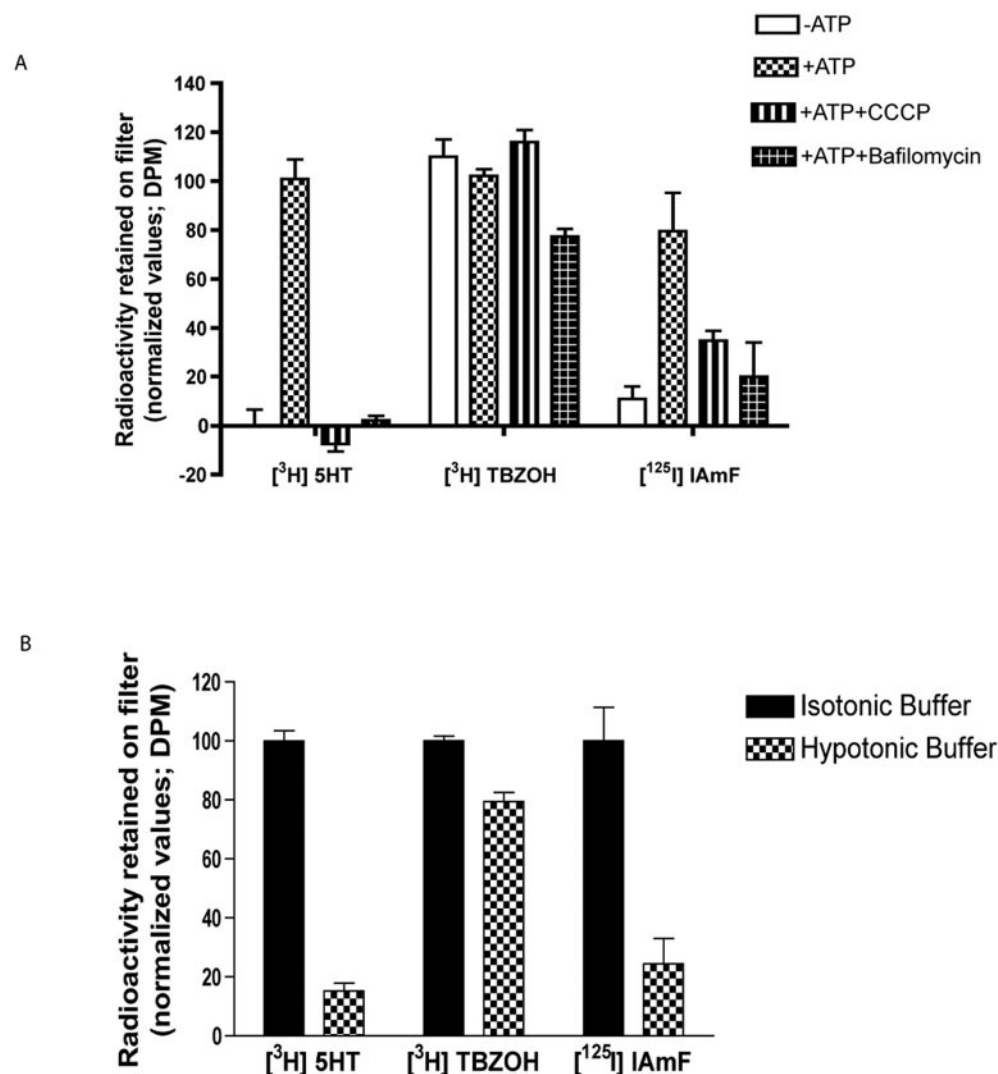 A
-ATP
+ATP
+ATP+CCCP
+ATP+Bafilomycin
Radioactivity retained on filter
(normalized values; DPM)
140
120
100
80
60
40
20
0
-20
[³H] 5HT
[³H] TBZOH
[¹²⁵I] IAmF
B
Radioactivity retained on filter
(normalized values; DPM)
120
100
80
60
40
20
0
Isotonic Buffer
Hypotonic Buffer
[³H] 5HT
[³H] TBZOH
[¹²⁵I] IAmF